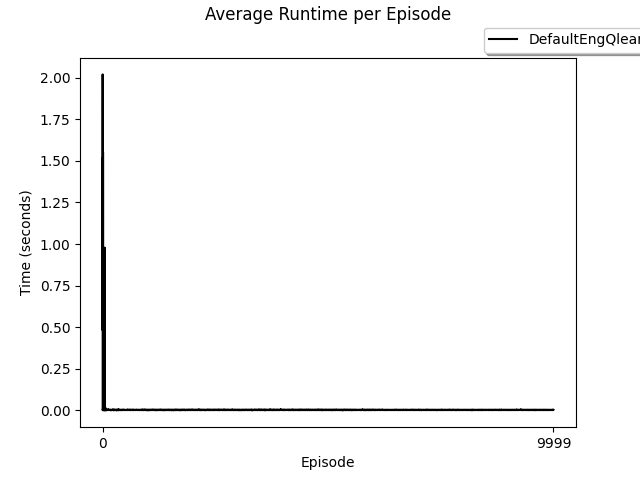 Average Runtime per Episode
DefaultEngQlear
2.00
1.75
1.50
1.25
1.00
0.75
0.50
0.25
0.00
Time (seconds)
0 9999
Episode